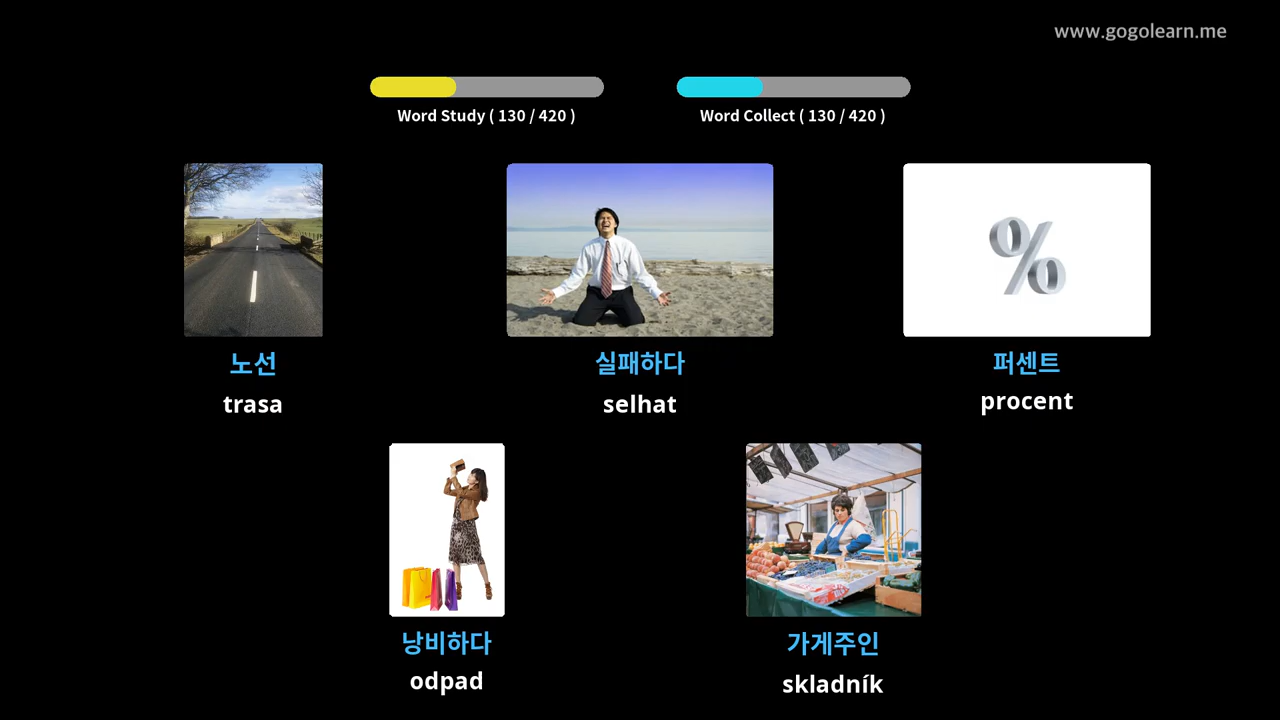 www.gogolearn.me
Word Study ( 130 / 420 )
Word Collect ( 130 / 420 )
노선
trasa
실패하다
selhat
퍼센트
procent
낭비하다
odpad
가게주인
skladník